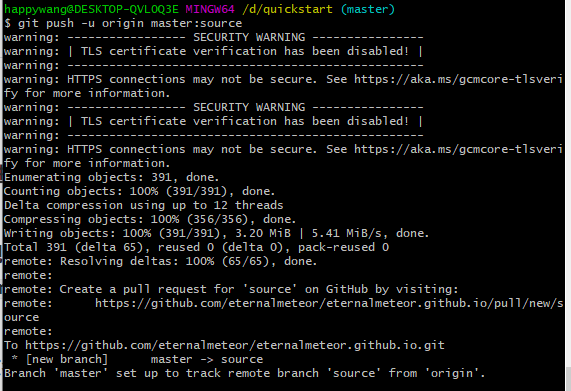 happywang@DESKTOP-QVLOQ3E MINGW64 /d/quickstart (master)
$ git push -u origin master:source
warning: ----------------- SECURITY WARNING ----------------
warning: | TLS certificate verification has been disabled! |
warning: ---------------------------------------------------
warning: HTTPS connections may not be secure. See https://aka.ms/gcmcore-tlsveri
fy for more information.
warning: ----------------- SECURITY WARNING ----------------
warning: | TLS certificate verification has been disabled! |
warning: ---------------------------------------------------
warning: HTTPS connections may not be secure. See https://aka.ms/gcmcore-tlsveri
fy for more information.
Enumerating objects: 391, done.
Counting objects: 100% (391/391), done.
Delta compression using up to 12 threads
Compressing objects: 100% (356/356), done.
Writing objects: 100% (391/391), 3.20 MiB | 5.41 MiB/s, done.
Total 391 (delta 65), reused 0 (delta 0), pack-reused 0
remote: Resolving deltas: 100% (65/65), done.
remote:
remote: Create a pull request for 'source' on GitHub by visiting:
remote:      https://github.com/eternalmeteor/eternalmeteor.github.io/pull/new/s
ource
remote:
To https://github.com/eternalmeteor/eternalmeteor.github.io.git
 * [new branch]      master -> source
Branch 'master' set up to track remote branch 'source' from 'origin'.